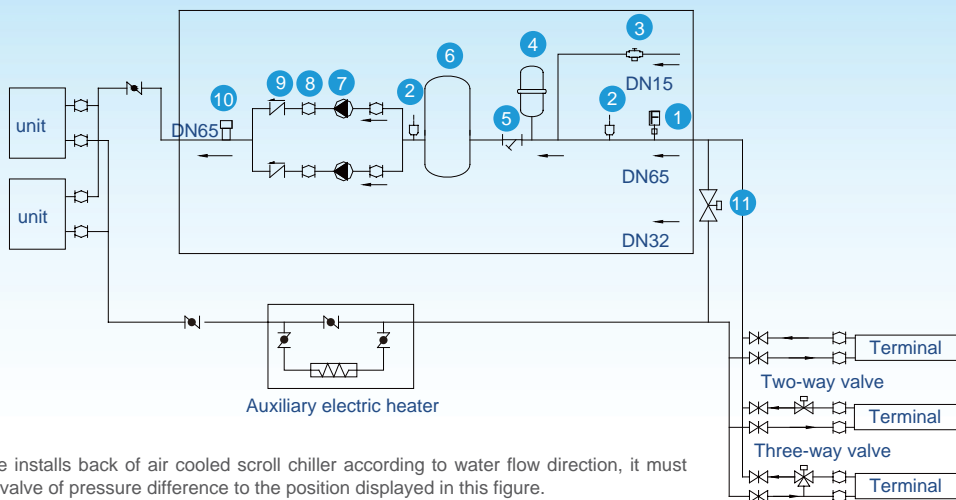 3
4
6
DN15
9
8
7
2
2
1
10
5
unit
DN65
DN65
11
unit
DN32
Terminal
Two-way valve
Auxiliary electric heater
Terminal
Three-way valve
e installs back of air cooled scroll chiller according to water flow direction, it must
valve of pressure difference to the position displayed in this figure.
Terminal